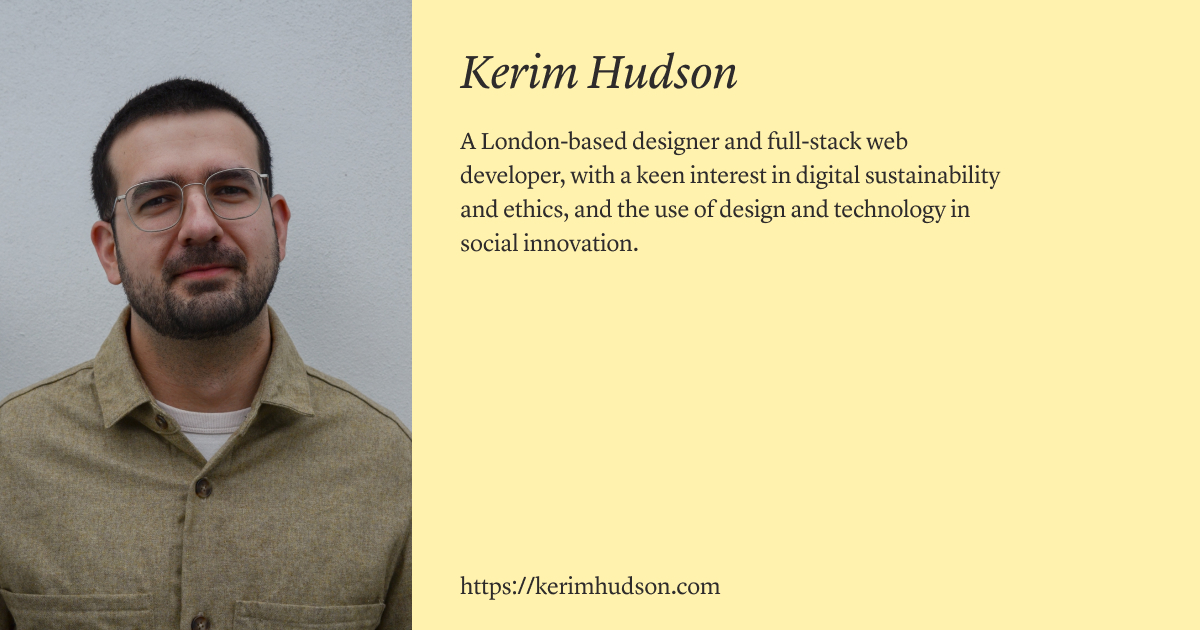 Kerim Hudson
A London-based designer and full-stack web
developer, with a keen interest in digital sustainability
and ethics, and the use of design and technology in
social innovation.
https://kerimhudson.com